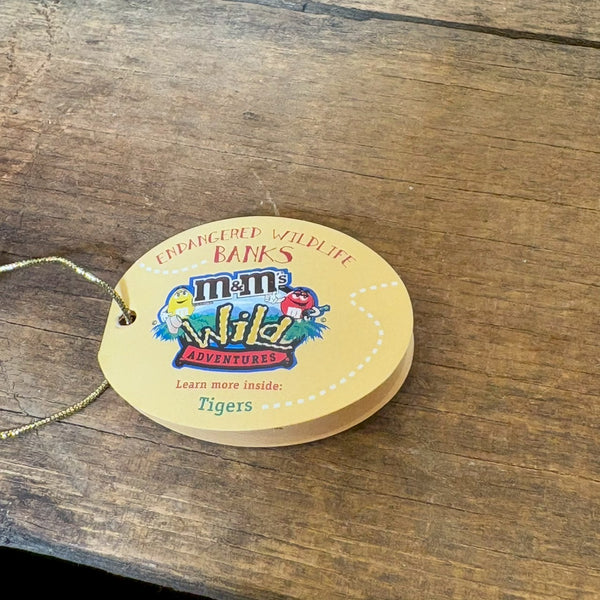 ENDANGERED WILDLIFE
BANKS
m&m's
Wild
ADVENTURES
Learn more inside:
Tigers